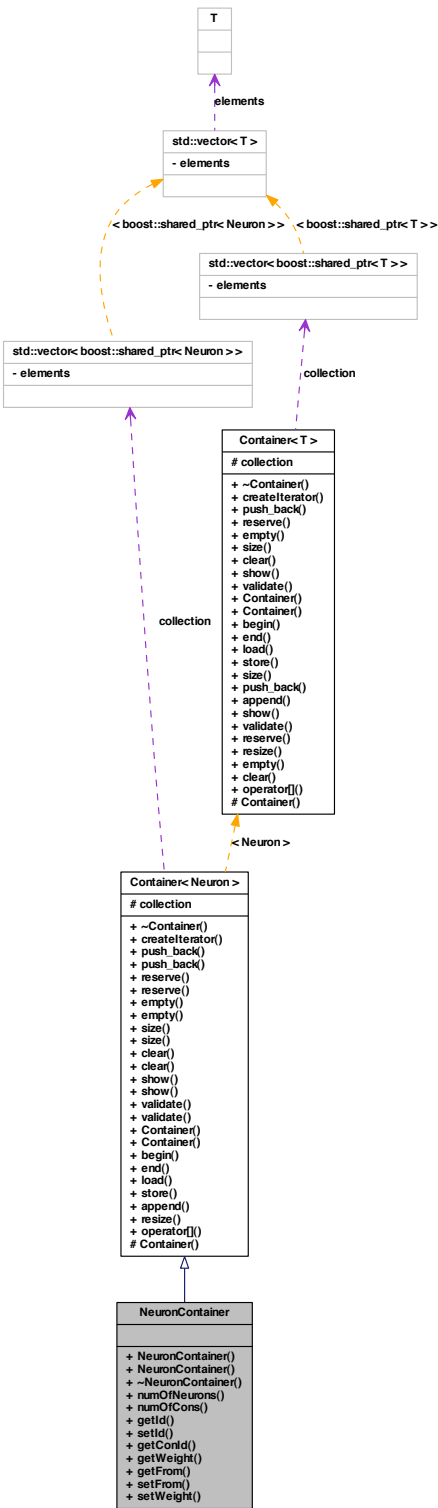 T
elements
std::vector< T >
- elements
< boost::shared_ptr< Neuron > >
< boost::shared_ptr< T > >
std::vector< boost::shared_ptr< T > >
- elements
std::vector< boost::shared_ptr< Neuron > >
- elements
collection
Container< T >
# collection
+ ~Container()
+ createIterator()
+ push_back()
+ reserve()
+ empty()
+ size()
+ clear()
+ show()
+ validate()
+ Container()
+ Container()
+ begin()
+ end()
+ load()
+ store()
+ size()
+ push_back()
+ append()
+ show()
+ validate()
+ reserve()
+ resize()
+ empty()
+ clear()
+ operator[]()
# Container()
collection
< Neuron >
Container< Neuron >
# collection
+ ~Container()
+ createIterator()
+ push_back()
+ push_back()
+ reserve()
+ reserve()
+ empty()
+ empty()
+ size()
+ size()
+ clear()
+ clear()
+ show()
+ show()
+ validate()
+ validate()
+ Container()
+ Container()
+ begin()
+ end()
+ load()
+ store()
+ append()
+ resize()
+ operator[]()
# Container()
NeuronContainer
+ NeuronContainer()
+ NeuronContainer()
+ ~NeuronContainer()
+ numOfNeurons()
+ numOfCons()
+ getId()
+ setId()
+ getConId()
+ getWeight()
+ getFrom()
+ setFrom()
+ setWeight()